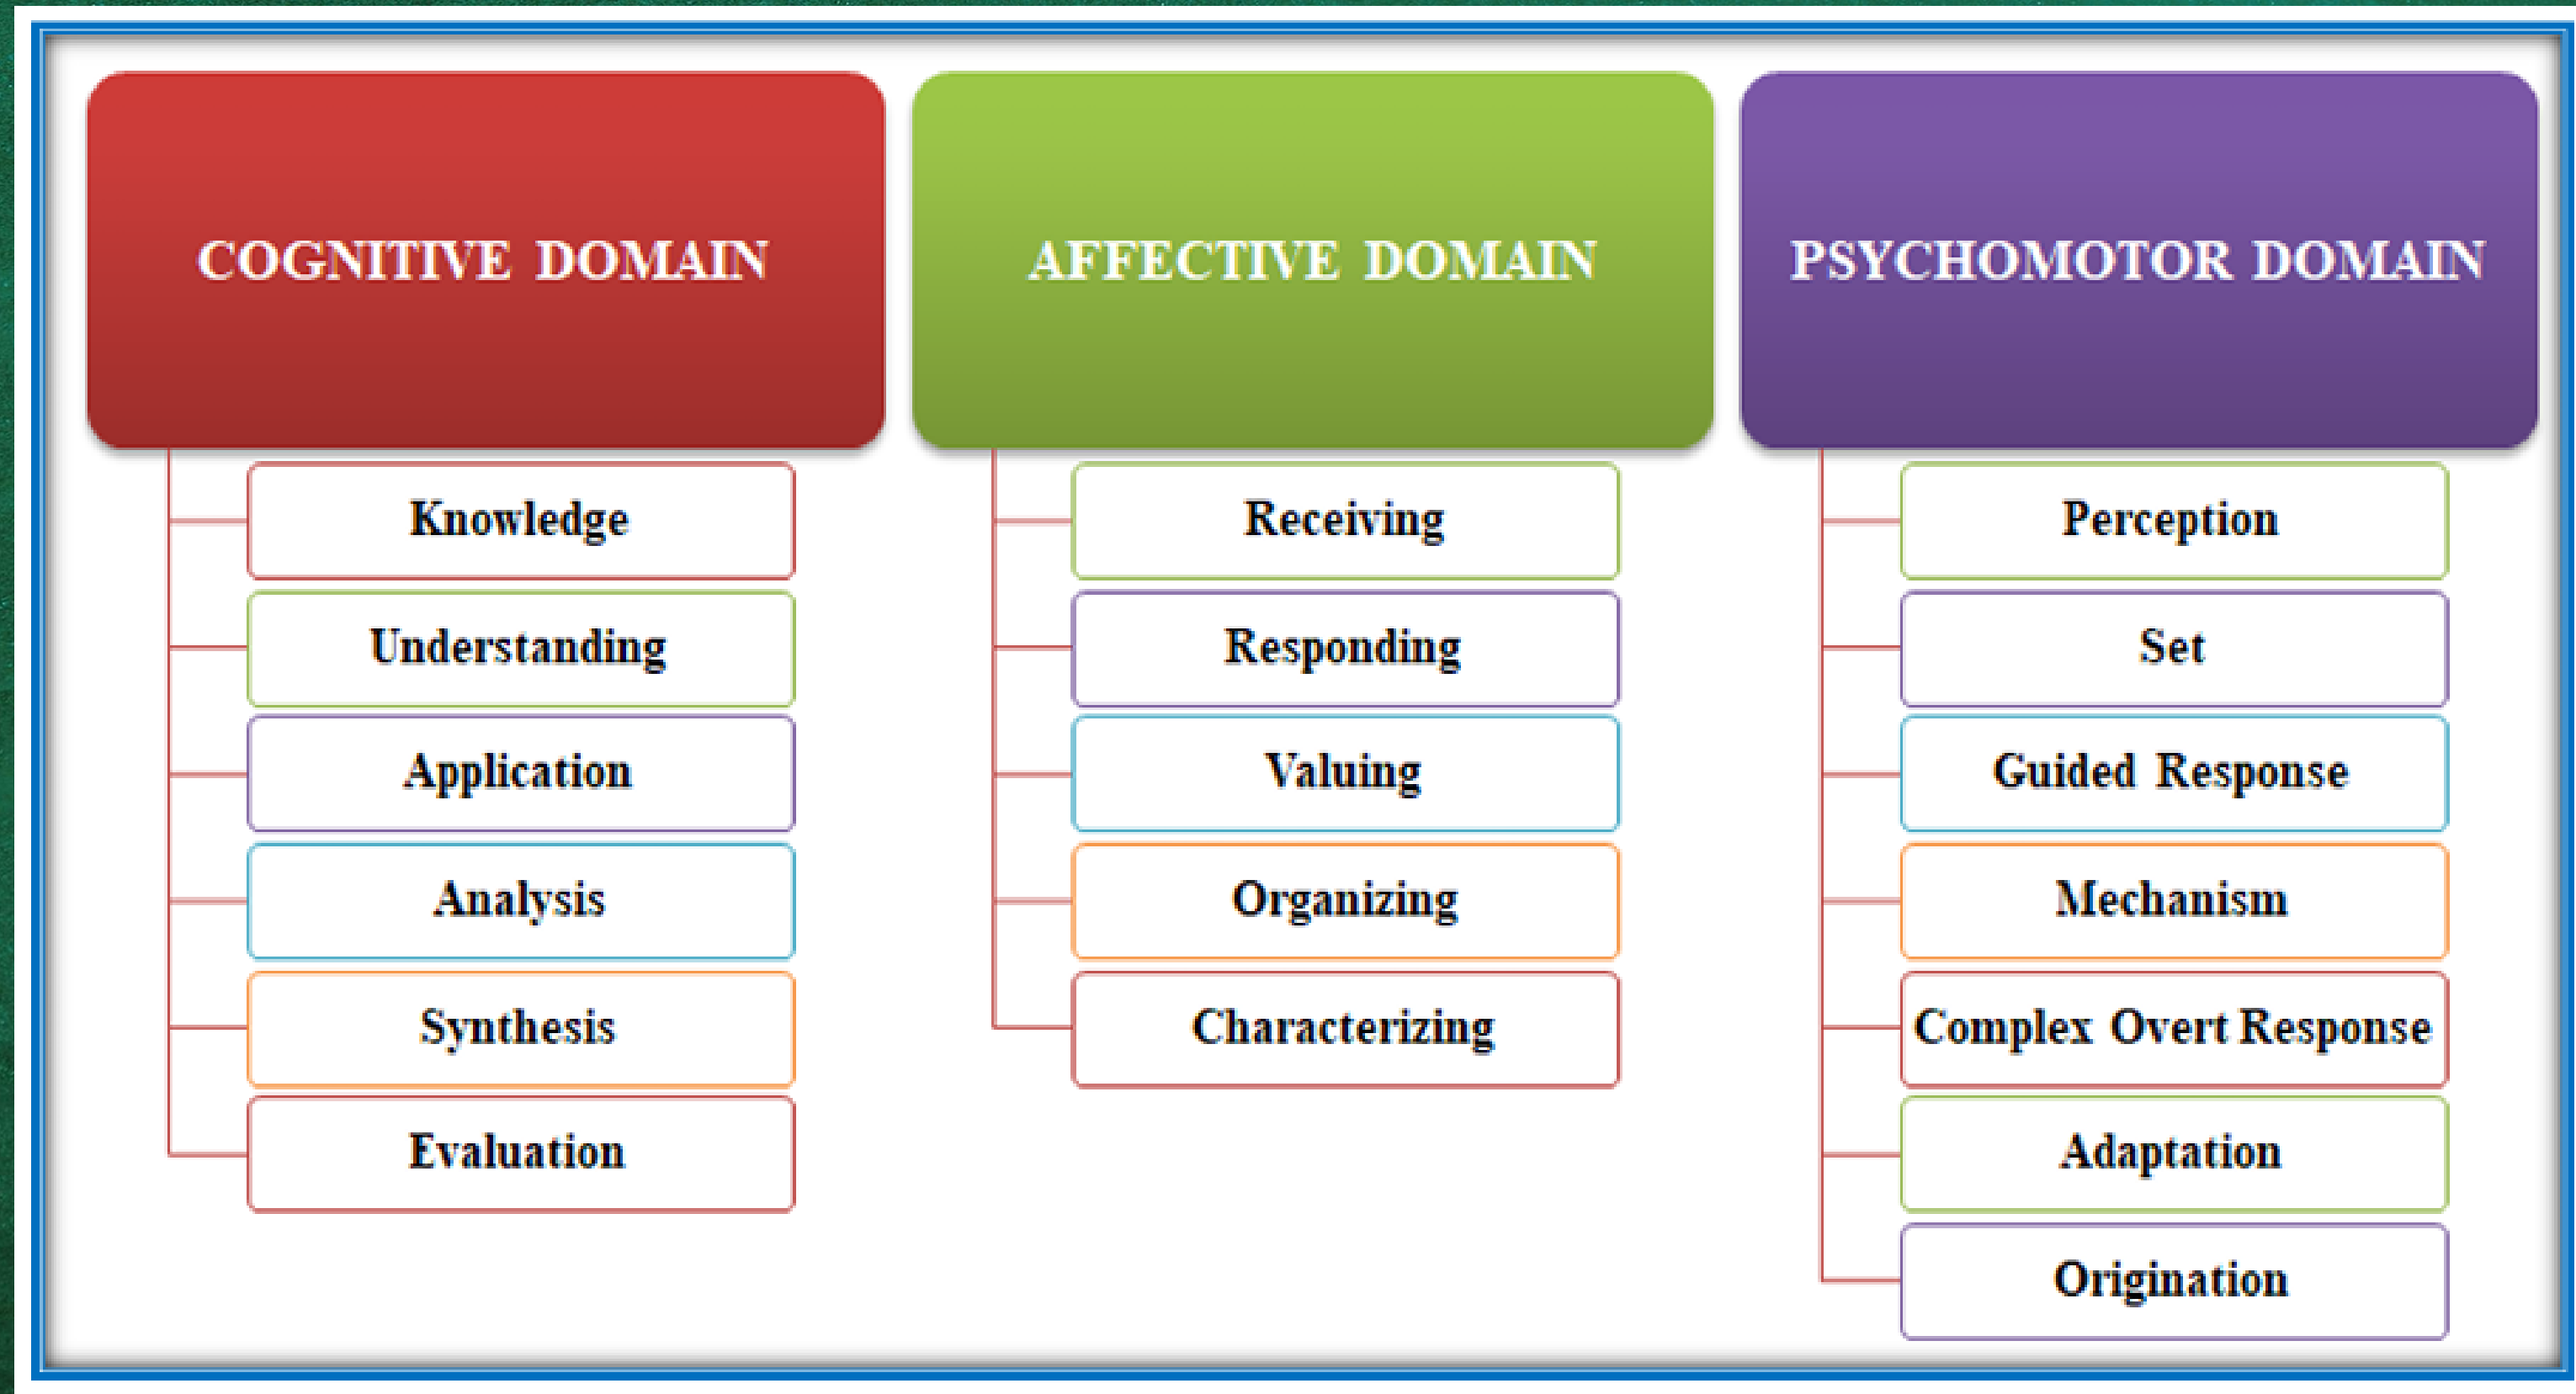 COGNITIVE DOMAIN
Knowledge
Understanding
Application
Analysis
Synthesis
Evaluation
AFFECTIVE DOMAIN
Receiving
Responding
Valuing
Organizing
Characterizing
PSYCHOMOTOR DOMAIN
Perception
Set
Guided Response
Mechanism
Complex Overt Response
Adaptation
Origination